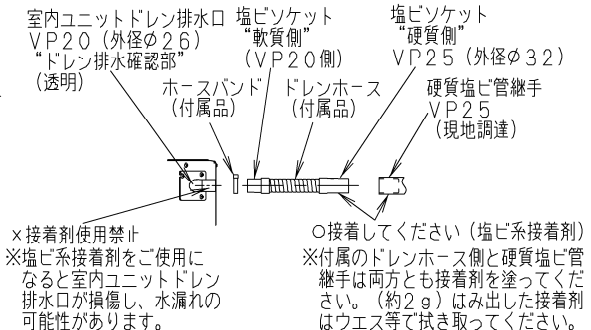 室内ユニットドレン排水口
VP20(外径φ26)
“ドレン排水確認部”
(透明)
塩ビソケット
“軟質側”
(VP20側)
塩ビソケット
“硬質側”
VP25(外径φ32)
ホースバンド
(付属品)
ドレンホース
(付属品)
硬質塩ビ管継手
VP25
(現地調達)
×接着剤使用禁止
※塩ビ系接着剤をご使用に
なると室内ユニットドレン
排水口が損傷し、水漏れの
可能性があります。
○接着してください(塩ビ系接着剤)
※付属のドレンホース側と硬質塩ビ管
継手は両方とも接着剤を塗ってくだ
さい。(約2g)はみ出した接着剤
はウエス等で拭き取ってください。